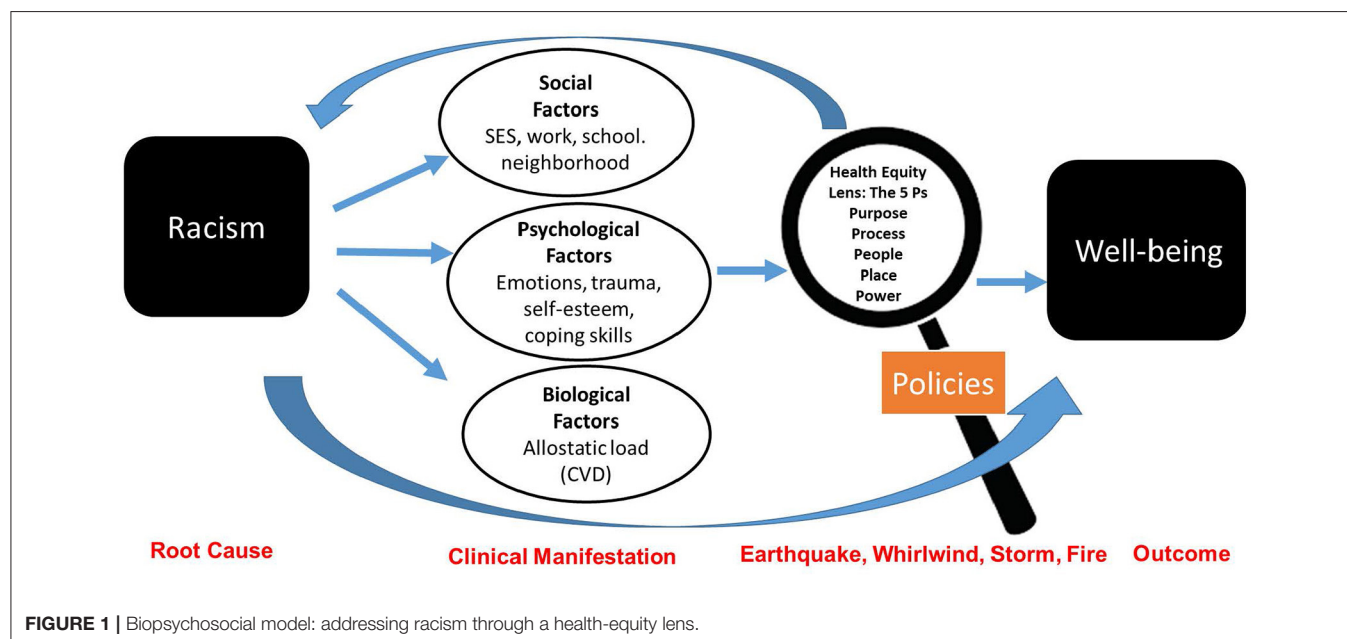 Racism
Social
Factors
SES, work, school.
neighborhood
Psychological
Factors
Emotions, trauma,
self-esteem,
coping skills
Biological
Factors
Allostatic load
(CVD)
Health Equity
Lens: The 5 Ps
Purpose
Process
People
Place
Power
Policies
Well-being
Root Cause
Clinical Manifestation
Earthquake, Whirlwind, Storm, Fire
Outcome
FIGURE 1 | Biopsychosocial model: addressing racism through a health-equity lens.